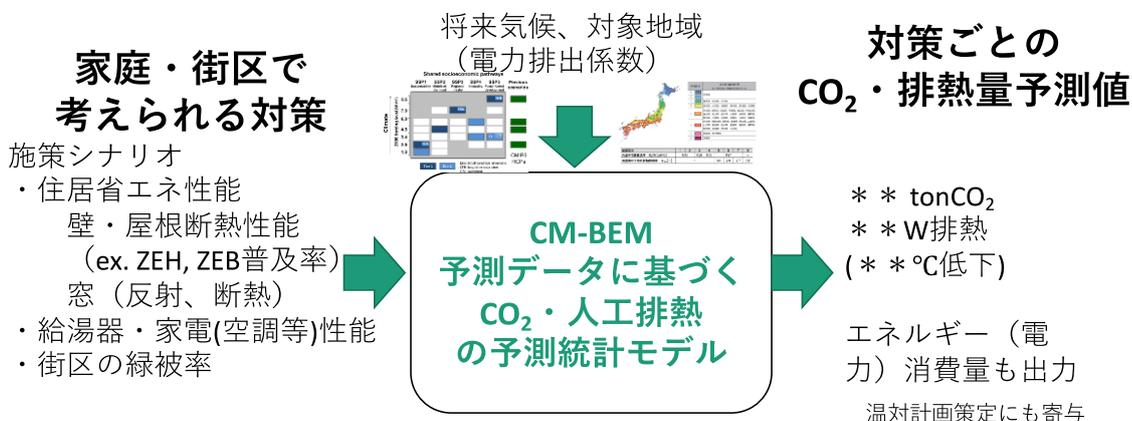 将来気候、対象地域
（電力排出係数）
家庭・街区で
考えられる対策
施策シナリオ
・住居省エネ性能
壁・屋根断熱性能
（ex. ZEH, ZEB普及率）
窓（反射、断熱）
・給湯器・家電(空調等)性能
・街区の緑被率
Shared socioeconomic pathways
CM-BEM
予測データに基づく
CO₂・人工排熱
の予測統計モデル
対策ごとの
CO₂・排熱量予測値
＊＊ tonCO₂
＊＊W排熱
(＊＊℃低下)
エネルギー（電
力）消費量も出力
温対計画策定にも寄与